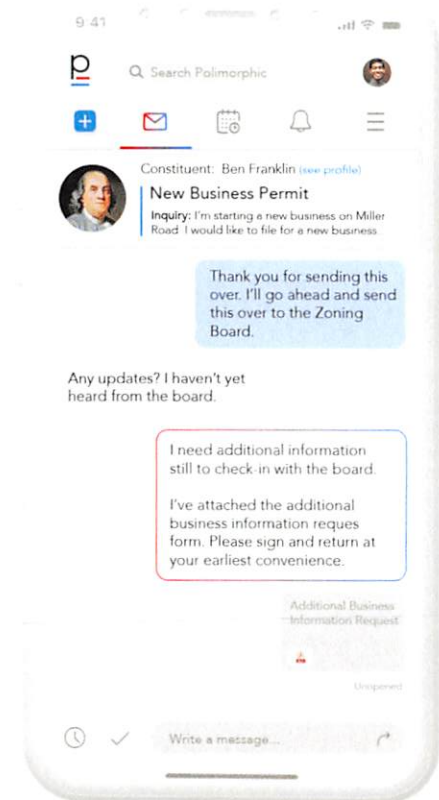 9:41
p
Search Polimorphic
Constituent: Ben Franklin (see profile)
New Business Permit
Inquiry: I'm starting a new business on Miller
Road. I would like to file for a new business
Thank you for sending this
over. I'll go ahead and send
this over to the Zoning
Board.
Any updates? I haven't yet
heard from the board.
I need additional information
still to check-in with the board.
I've attached the additional
business information reques
form. Please sign and return at
your earliest convenience.
Additional Business
Information Request
Unopened
Write a message...